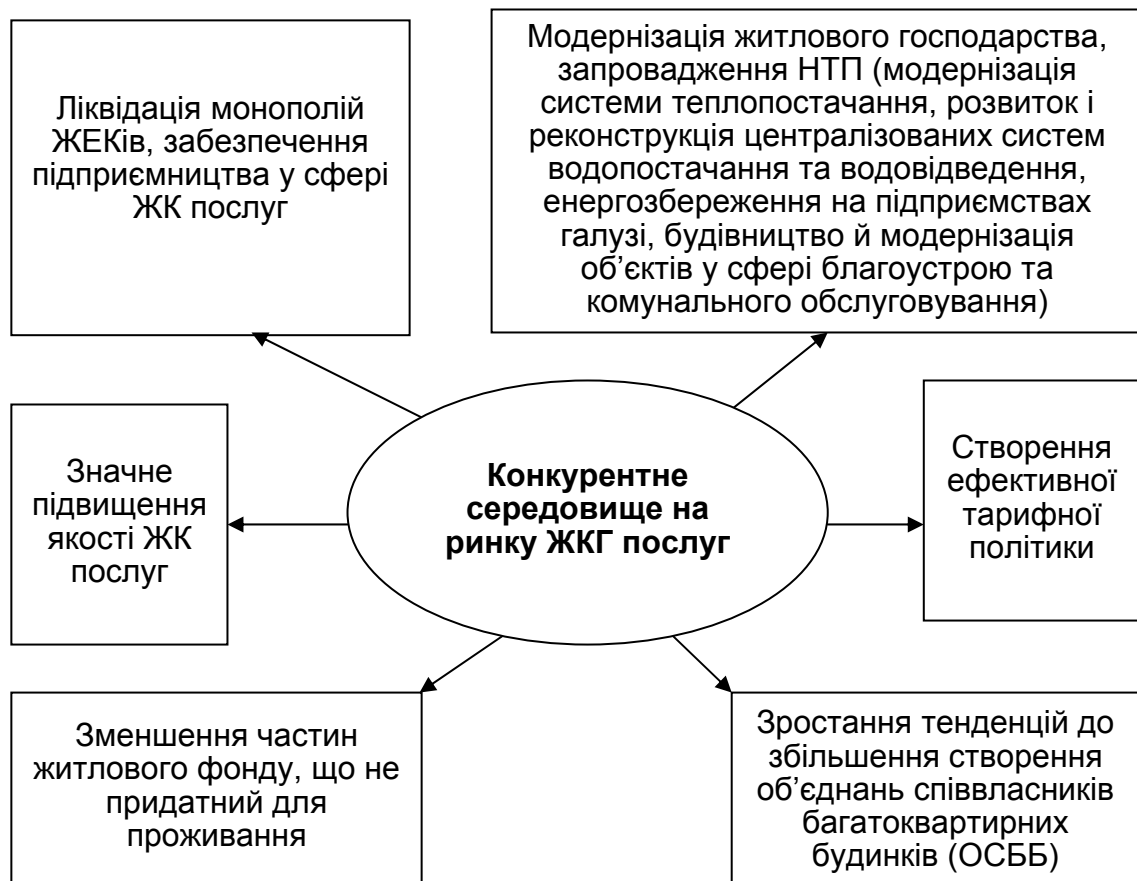 Ліквідація монополій
ЖЕКів, забезпечення
підприємництва у сфері
ЖК послуг
Модернізація житлового господарства,
запровадження НТП (модернізація
системи теплопостачання, розвиток і
реконструкція централізованих систем
водопостачання та водовідведення,
енергозбереження на підприємствах
галузі, будівництво й модернізація
об’єктів у сфері благоустрою та
комунального обслуговування)
Значне
підвищення
якості ЖК
послуг
Конкурентне
середовище на
ринку ЖКГ послуг
Створення
ефективної
тарифної
політики
Зменшення частин
житлового фонду, що не
придатний для
проживання
Зростання тенденцій до
збільшення створення
об’єднань співвласників
багатоквартирних
будинків (ОСББ)